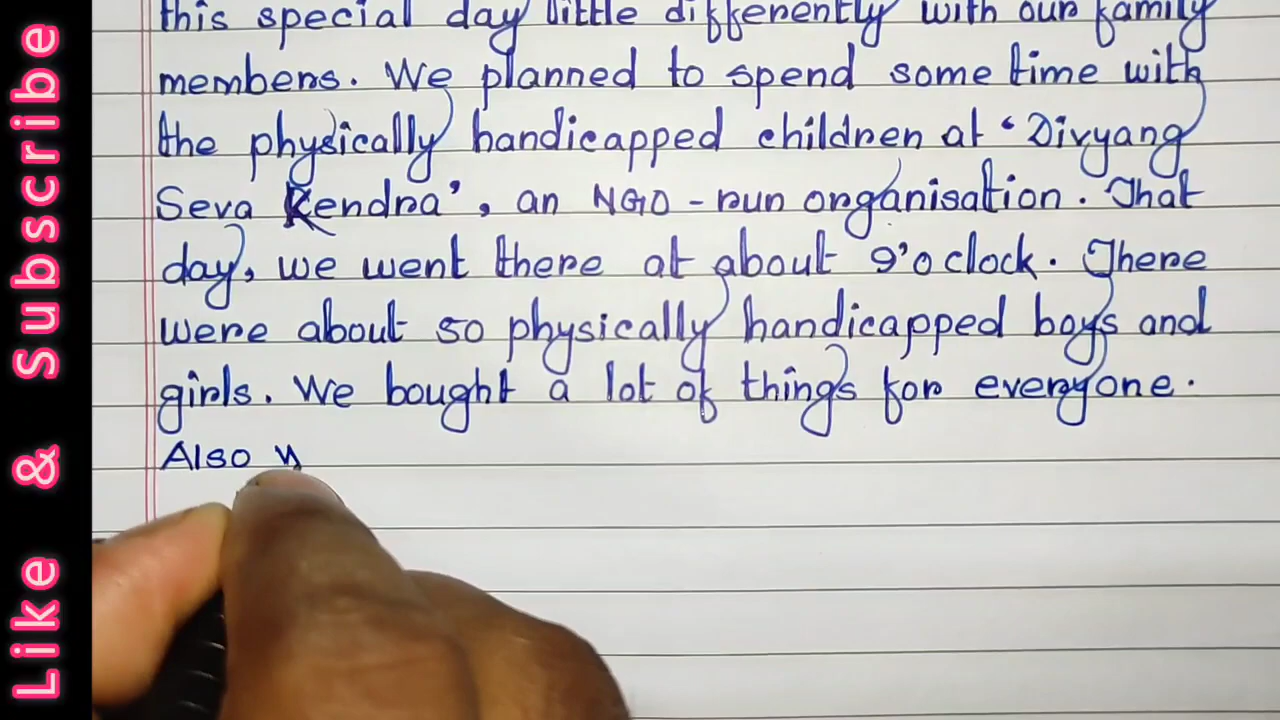 this special day little differently with our family
members. We planned to spend some time with
the physically handicapped children at 'Divyang
Seva Kendra', an NGO-run organisation. That
day, we went there at about 9'o clock. There
were about 50 physically handicapped boys and
girls. We bought a lot of things for everyone.
Also
Like & Subscribe